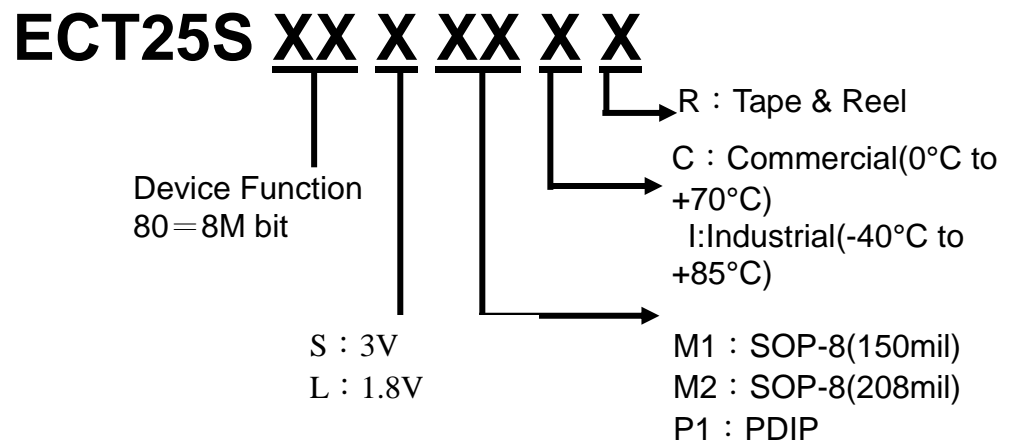 ECT25S XX X XX X X
R：Tape & Reel
C：Commercial(0°C to
+70°C)
I:Industrial(-40°C to
+85°C)
Device Function
80＝8M bit
S：3V
L：1.8V
M1：SOP-8(150mil)
M2：SOP-8(208mil)
P1：PDIP